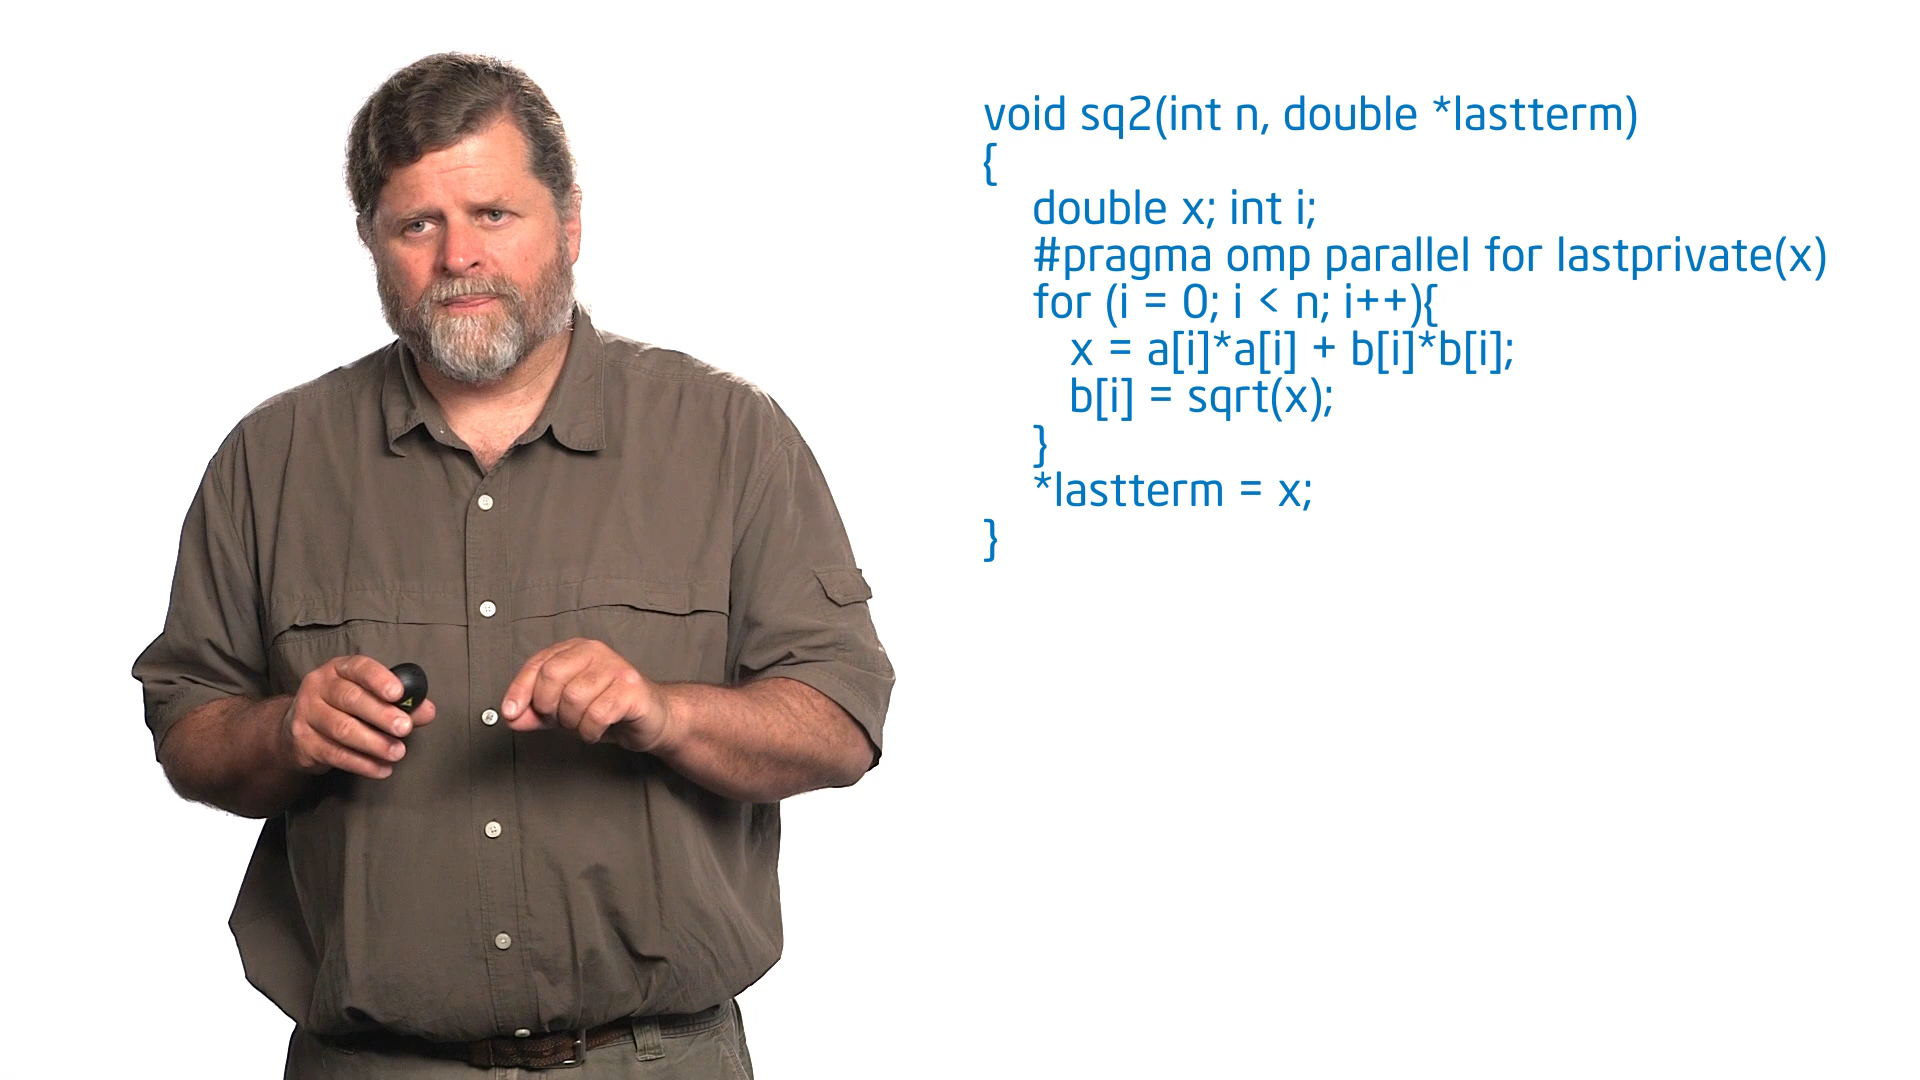 void sq2(int n, double *lastterm)
{
double x; int i;
#pragma omp parallel for lastprivate(x)
for (i = 0; i < n; i++){
x = a[i]*a[i] + b[i]*b[i];
b[i] = sqrt(x);
}
*lastterm = x;
}